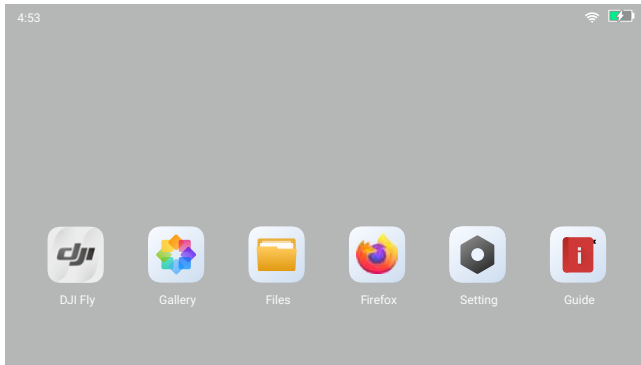 4:53
dji
i
DJI Fly
Gallery
Files
Firefox
Setting
Guide